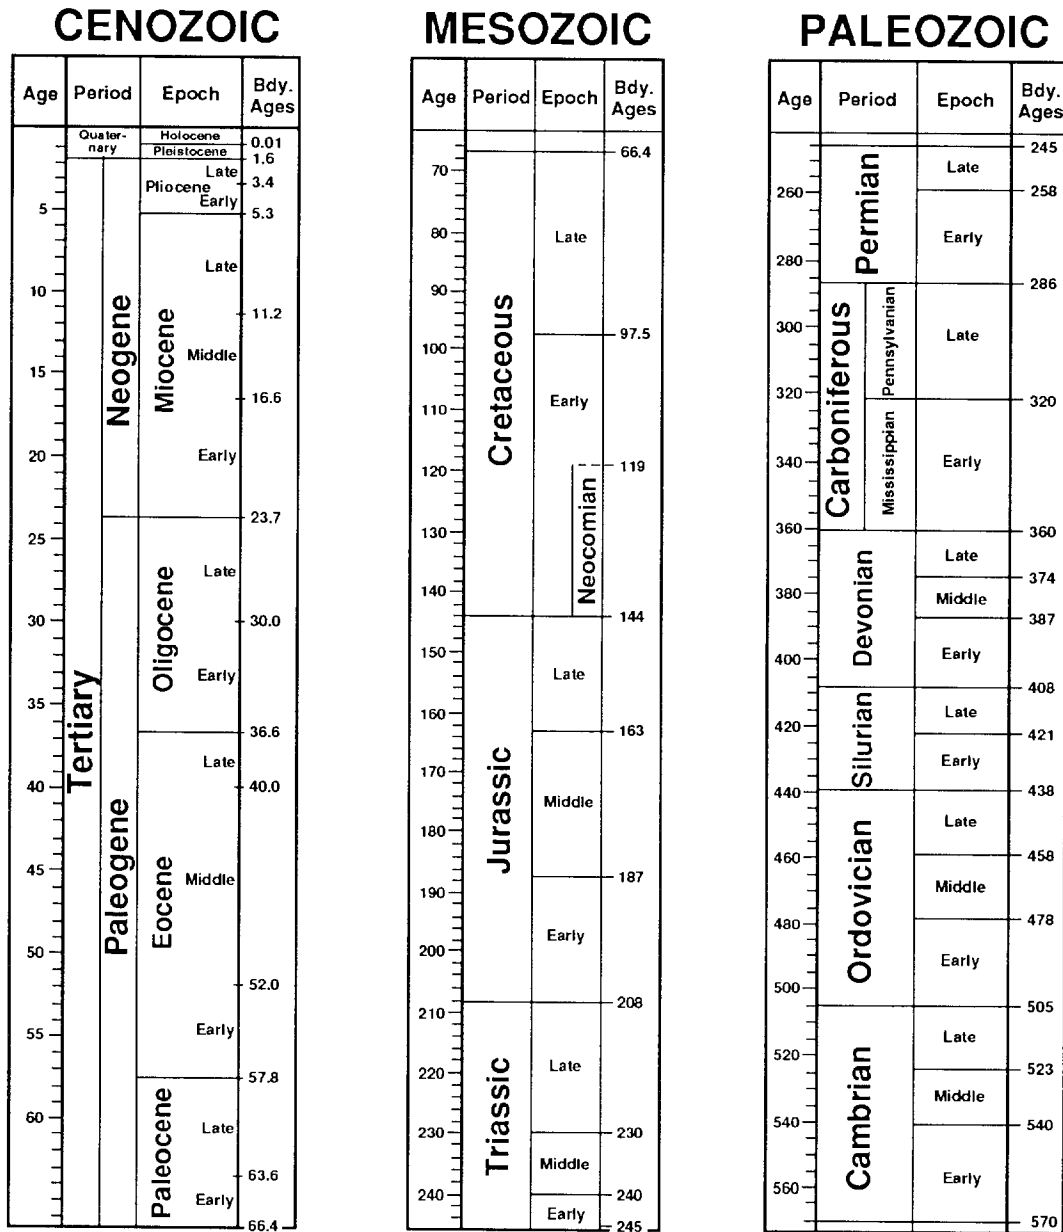 CENOZOIC
Age Period Epoch Bdy. Ages
Quater-nary
Holocene
0.01
Pleistocene
1.6
Late
Pliocene
3.4
Early
5
5.3
Late
10
11.2
Neogene
Miocene
Middle
15
16.6
20
Early
23.7
25
Late
30
30.0
Oligocene
Early
35
36.6
Tertiary
Late
40
40.0
Paleogene
Eocene
Middle
45
50
52.0
Early
55
57.8
60
Paleocene
Late
63.6
Early
66.4
MESOZOIC
Age Period Epoch Bdy. Ages
66.4
70
80
Late
90
97.5
100
Cretaceous
Early
110
119
120
Neocomian
130
140
144
150
Late
160
163
170
Jurassic
Middle
180
187
190
Early
200
208
210
Late
220
Triassic
230
230
Middle
240
240
Early
245
PALEOZOIC
Age Period Epoch Bdy. Ages
245
Permian
Late
258
260
Early
280
286
Carboniferous
Pennsylvanian
Late
300
320
320
Mississippian
Early
340
360
360
Devonian
Late
374
380
Middle
387
Early
400
408
Silurian
Late
420
421
Early
438
440
Ordovician
Late
458
460
Middle
478
480
Early
500
505
Cambrian
Late
520
523
Middle
540
540
Early
560
570